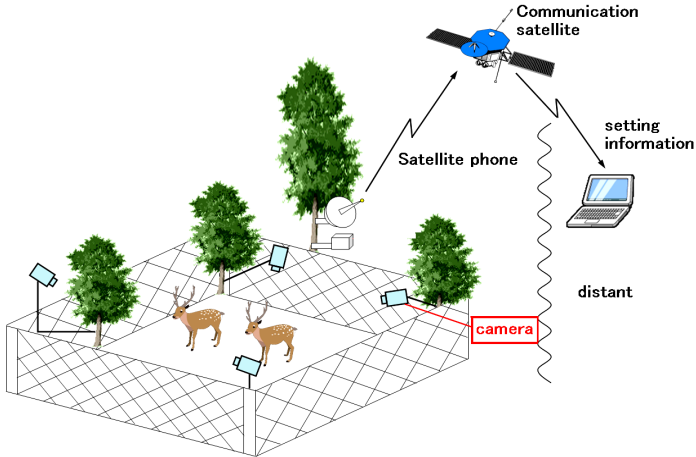 Communication
satellite
setting
information
Satellite phone
distant
camera